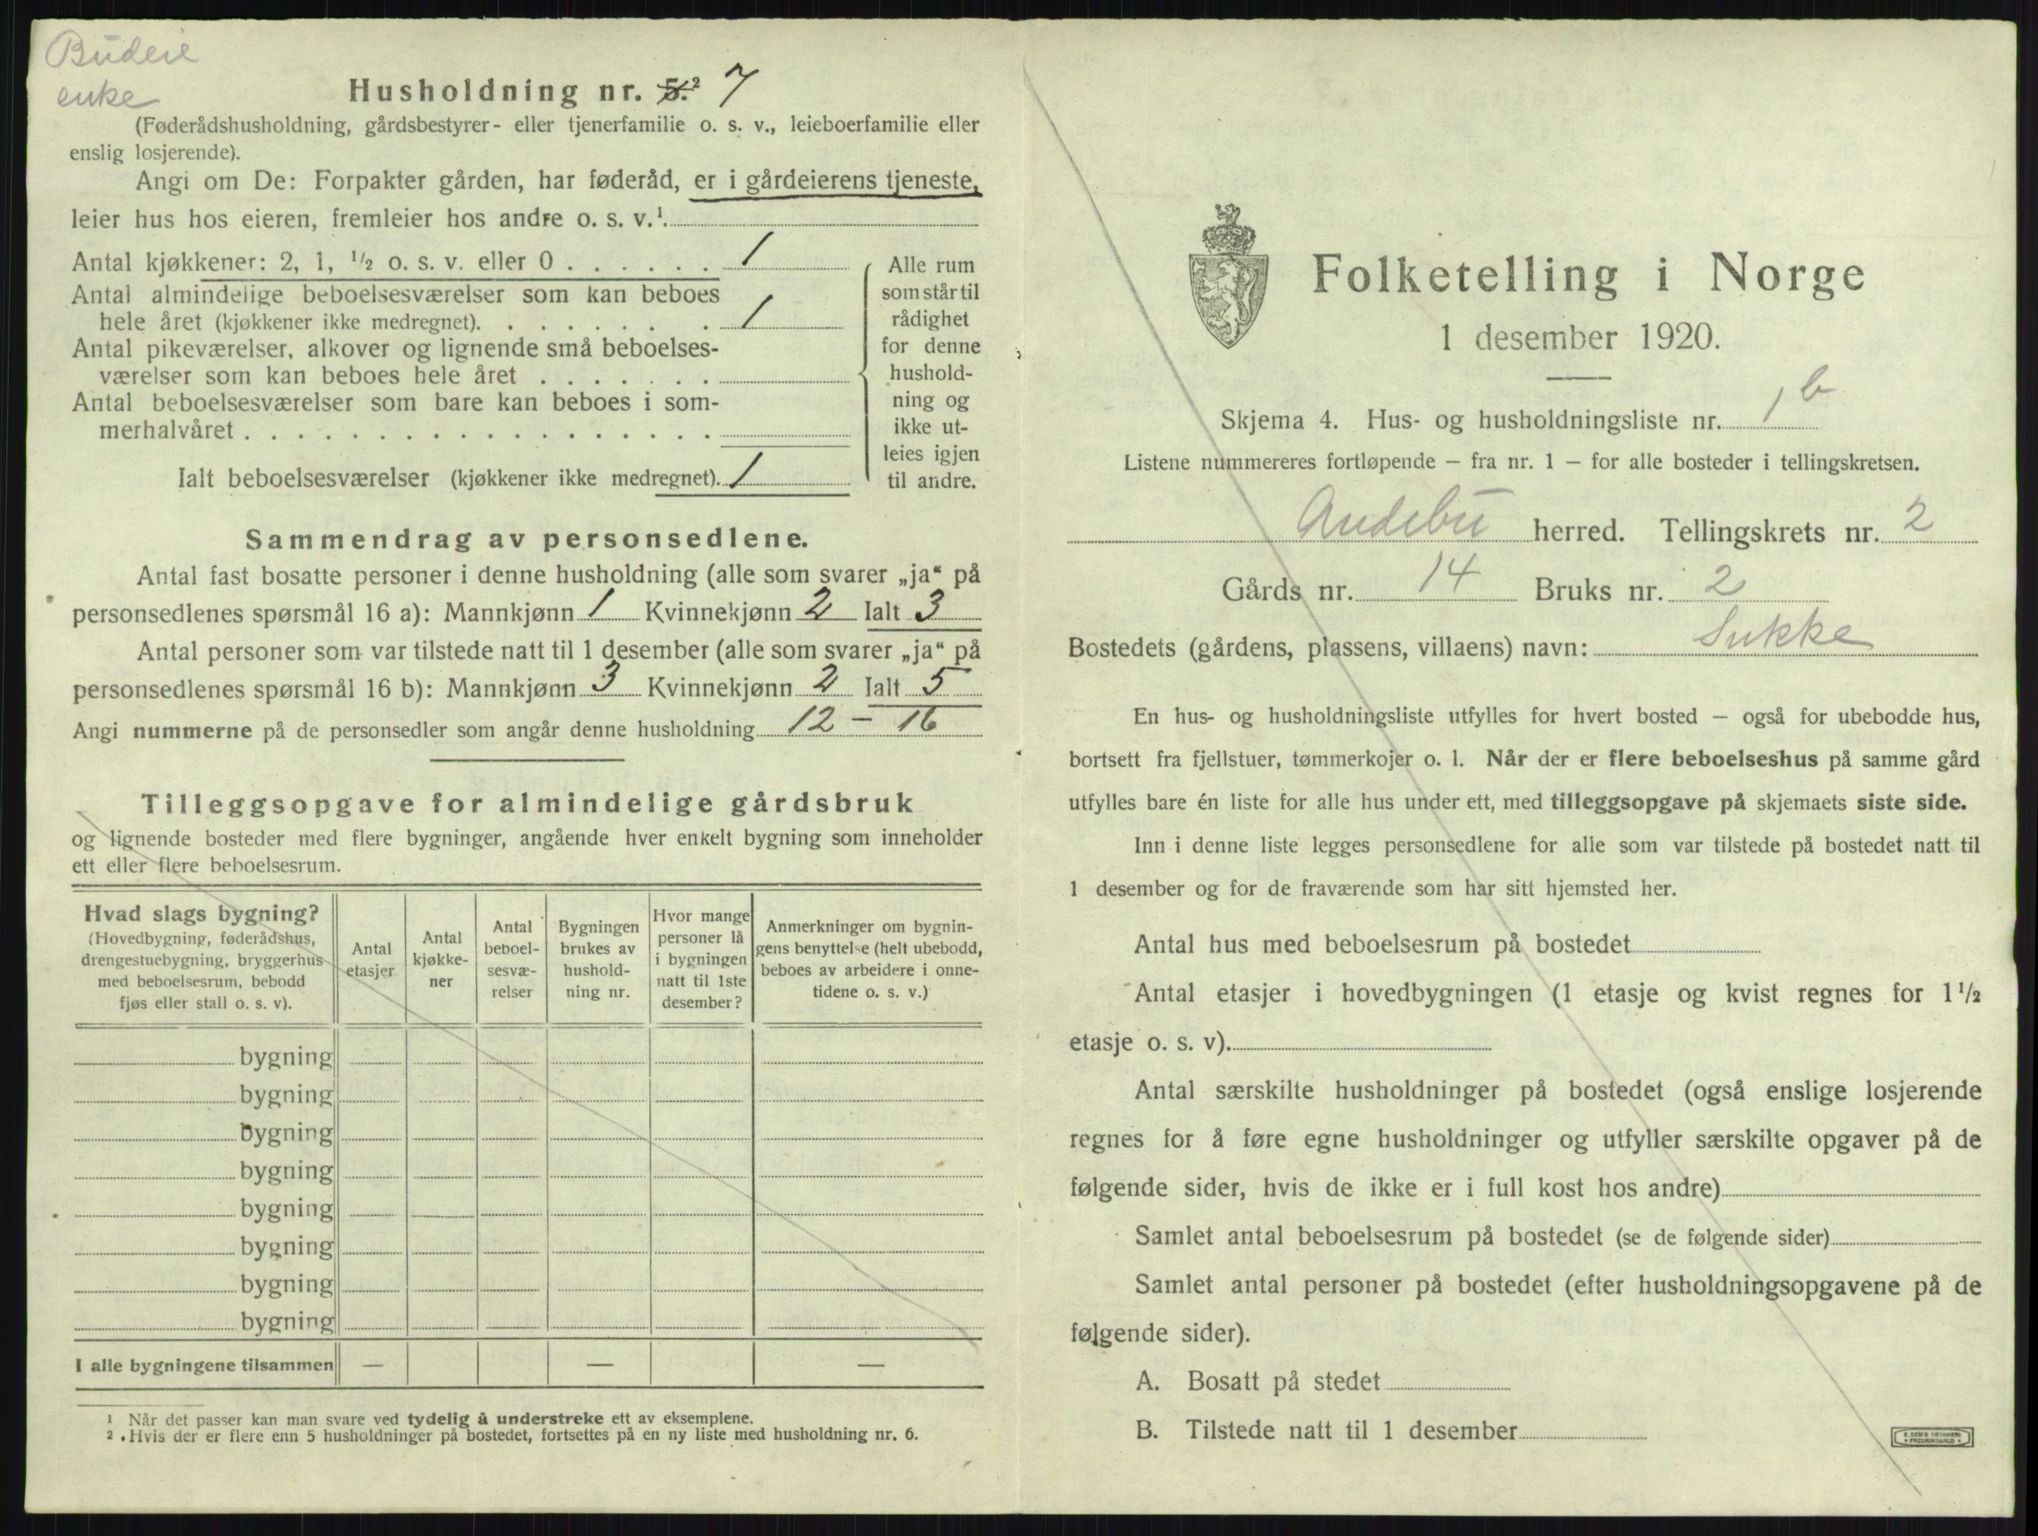 Budeie
enke
Husholdning nr. 5.² 7
(Føderådshusholdning, gårdsbestyrer- eller tjenerfamilie o. s. v., leieboerfamilie eller
enslig losjerende).
Angi om De: Forpakter gården, har føderåd, er i gårdeierens tjeneste,
leier hus hos eieren, fremleier hos andre o. s. v.¹.
Antal kjøkkener: 2, 1, ½ o. s. v. eller 0 . . . . . . 1
Antal almindelige beboelsesværelser som kan beboes
hele året (kjøkkener ikke medregnet). . . . . . . . 1
Antal pikeværelser, alkover og lignende små beboelses-
værelser som kan beboes hele året . . . . . . .
Antal beboelsesværelser som bare kan beboes i som-
merhalvåret . . . . . . . . . . . . . . . . . .
Ialt beboelsesværelser (kjøkkener ikke medregnet). 1
Alle rum
som står til
rådighet
for denne
hushold-
ning og
ikke ut-
leies igjen
til andre.
Sammendrag av personsedlene.
Antal fast bosatte personer i denne husholdning (alle som svarer „ja“ på
personsedlenes spørsmål 16 a): Mannkjønn 1 Kvinnekjønn 2 Ialt 3
Antal personer som var tilstede natt til 1 desember (alle som svarer „ja“ på
personsedlenes spørsmål 16 b): Mannkjønn 3 Kvinnekjønn 2 Ialt 5
Angi nummerne på de personsedler som angår denne husholdning 12 – 16
Tilleggsopgave for almindelige gårdsbruk
og lignende bosteder med flere bygninger, angående hver enkelt bygning som inneholder
ett eller flere beboelsesrum.
Hvad slags bygning?
(Hovedbygning, føderådshus,
drengestuebygning, bryggerhus
med beboelsesrum, bebodd
fjøs eller stall o. s. v).
Antal
etasjer
Antal
kjøkke-
ner
Antal
beboel-
sesvæ-
relser
Bygningen
brukes av
hushold-
ning nr.
Hvor mange
personer lå
i bygningen
natt til 1ste
desember?
Anmerkninger om bygnin-
gens benyttelse (helt ubebodd,
beboes av arbeidere i onne-
tidene o. s. v.)
bygning
bygning
bygning
bygning
bygning
bygning
bygning
bygning
I alle bygningene tilsammen — — —
¹ Når det passer kan man svare ved tydelig å understreke ett av eksemplene.
² Hvis der er flere enn 5 husholdninger på bostedet, fortsettes på en ny liste med husholdning nr. 6.
Folketelling i Norge
1 desember 1920.
Skjema 4. Hus- og husholdningsliste nr. 1 b
Listene nummereres fortløpende – fra nr. 1 – for alle bosteder i tellingskretsen.
Andebu herred. Tellingskrets nr. 2
Gårds nr. 14 Bruks nr. 2
Bostedets (gårdens, plassens, villaens) navn: Sukke
En hus- og husholdningsliste utfylles for hvert bosted – også for ubebodde hus,
bortsett fra fjellstuer, tømmerkojer o. l. Når der er flere beboelseshus på samme gård
utfylles bare én liste for alle hus under ett, med tilleggsopgave på skjemaets siste side.
Inn i denne liste legges personsedlene for alle som var tilstede på bostedet natt til
1 desember og for de fraværende som har sitt hjemsted her.
Antal hus med beboelsesrum på bostedet
Antal etasjer i hovedbygningen (1 etasje og kvist regnes for 1½
etasje o. s. v).
Antal særskilte husholdninger på bostedet (også enslige losjerende
regnes for å føre egne husholdninger og utfyller særskilte opgaver på de
følgende sider, hvis de ikke er i full kost hos andre)
Samlet antal beboelsesrum på bostedet (se de følgende sider)
Samlet antal personer på bostedet (efter husholdningsopgavene på de
følgende sider).
A. Bosatt på stedet
B. Tilstede natt til 1 desember